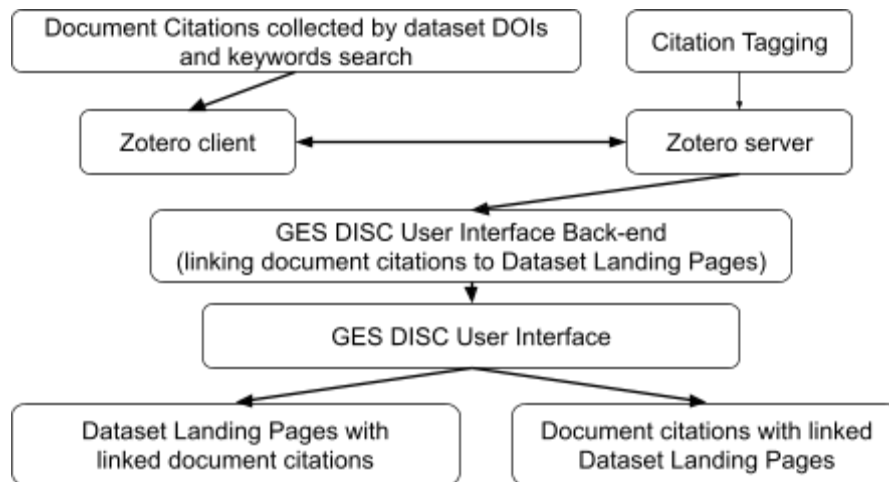 Document Citations collected by dataset DOIs
and keywords search
Citation Tagging
Zotero client
Zotero server
GES DISC User Interface Back-end
(linking document citations to Dataset Landing Pages)
GES DISC User Interface
Dataset Landing Pages with
linked document citations
Document citations with linked
Dataset Landing Pages